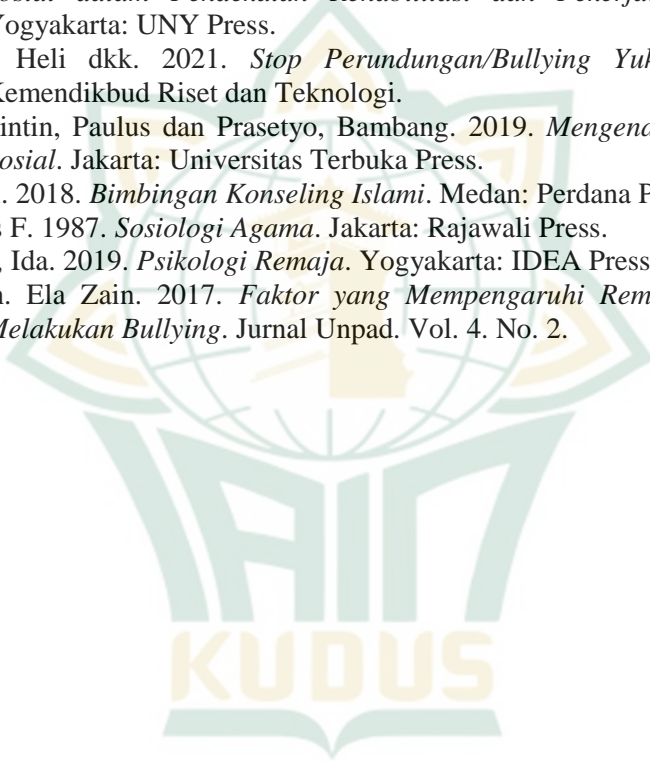 Yogyakarta: UNY Press.
Heli dkk. 2021. Stop Perundungan/Bullying Yuk
Kemendikbud Riset dan Teknologi.
intin, Paulus dan Prasetyo, Bambang. 2019. Mengenda
osial. Jakarta: Universitas Terbuka Press.
. 2018. Bimbingan Konseling Islami. Medan: Perdana P
s F. 1987. Sosiologi Agama. Jakarta: Rajawali Press.
, Ida. 2019. Psikologi Remaja. Yogyakarta: IDEA Press
n. Ela Zain. 2017. Faktor yang Mempengaruhi Rem
Melakukan Bullying. Jurnal Unpad. Vol. 4. No. 2.
IAIN
KUDUS